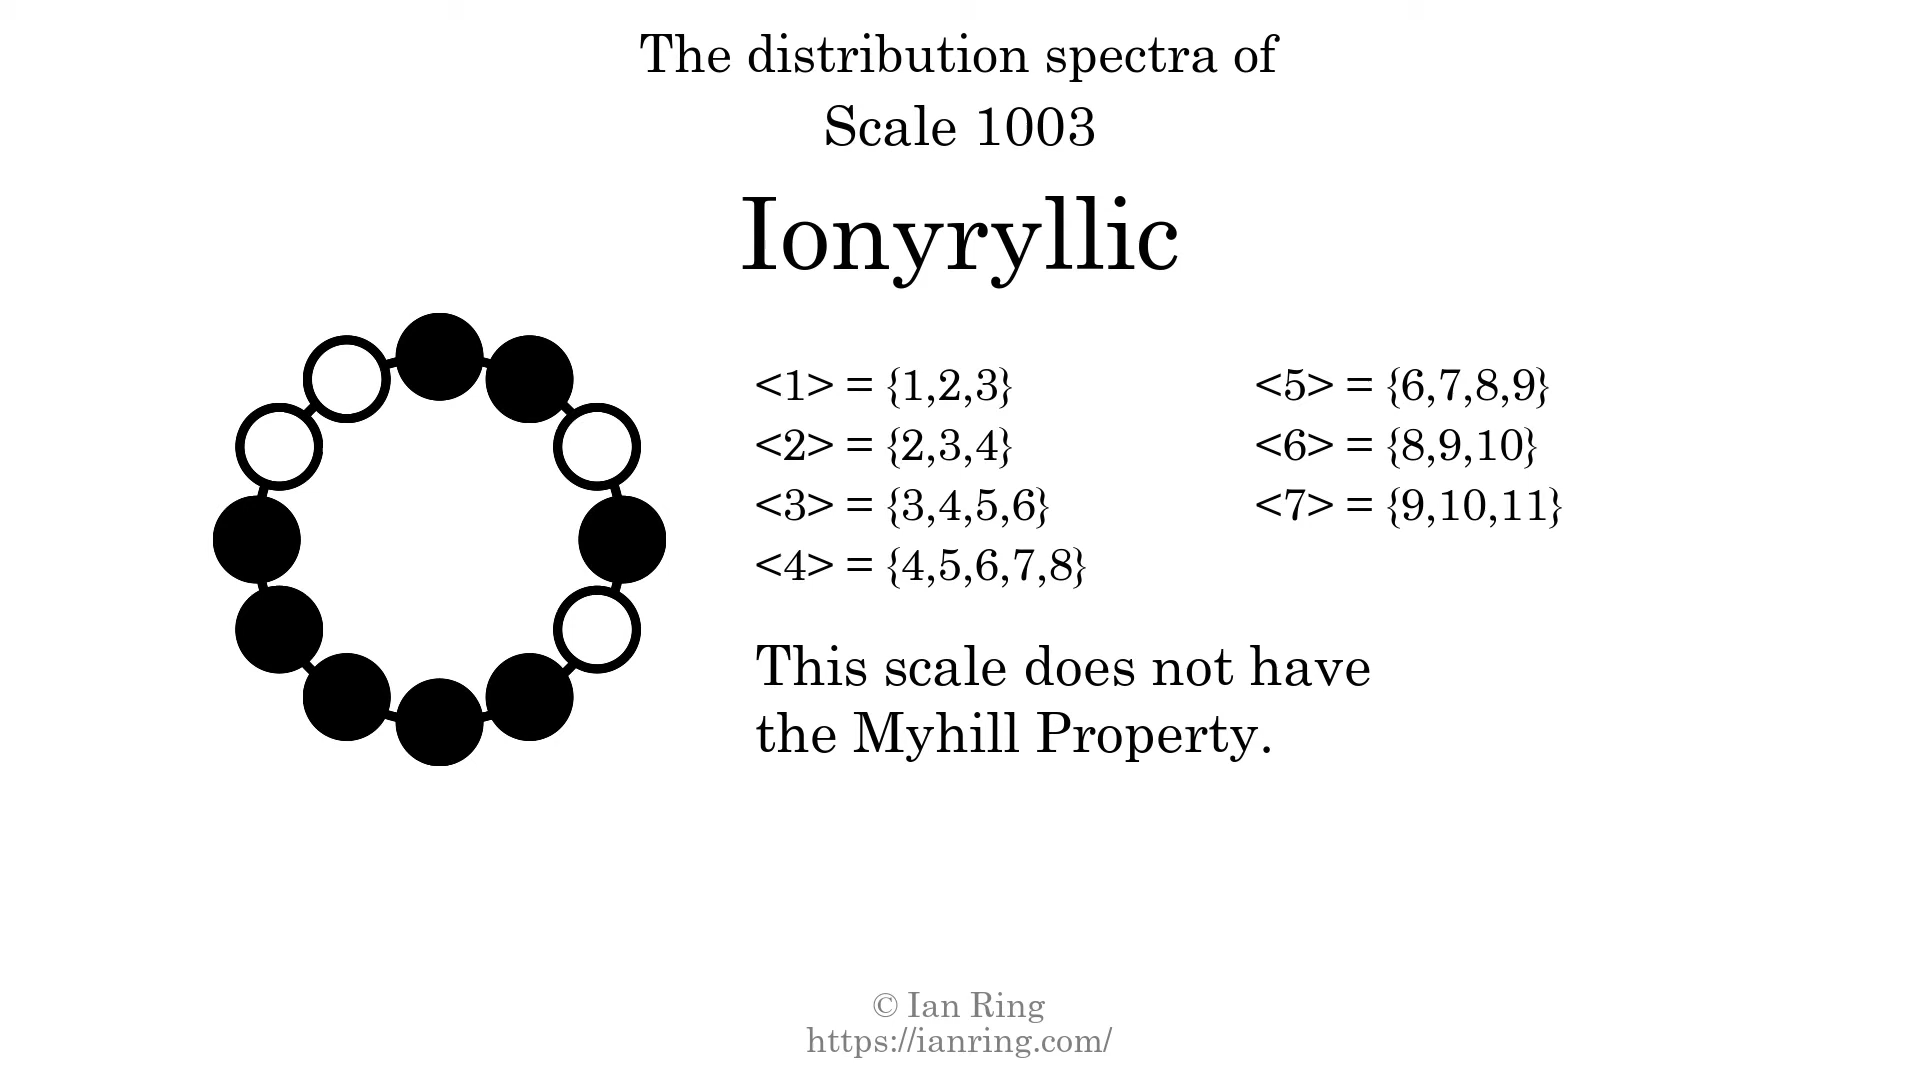 The distribution spectra of
Scale 1003
Ionyryllic
<1> = {1,2,3}
<2> = {2,3,4}
<3> = {3,4,5,6}
<4> = {4,5,6,7,8}
<5> = {6,7,8,9}
<6> = {8,9,10}
<7> = {9,10,11}
This scale does not have
the Myhill Property.
© Ian Ring
https://ianring.com/